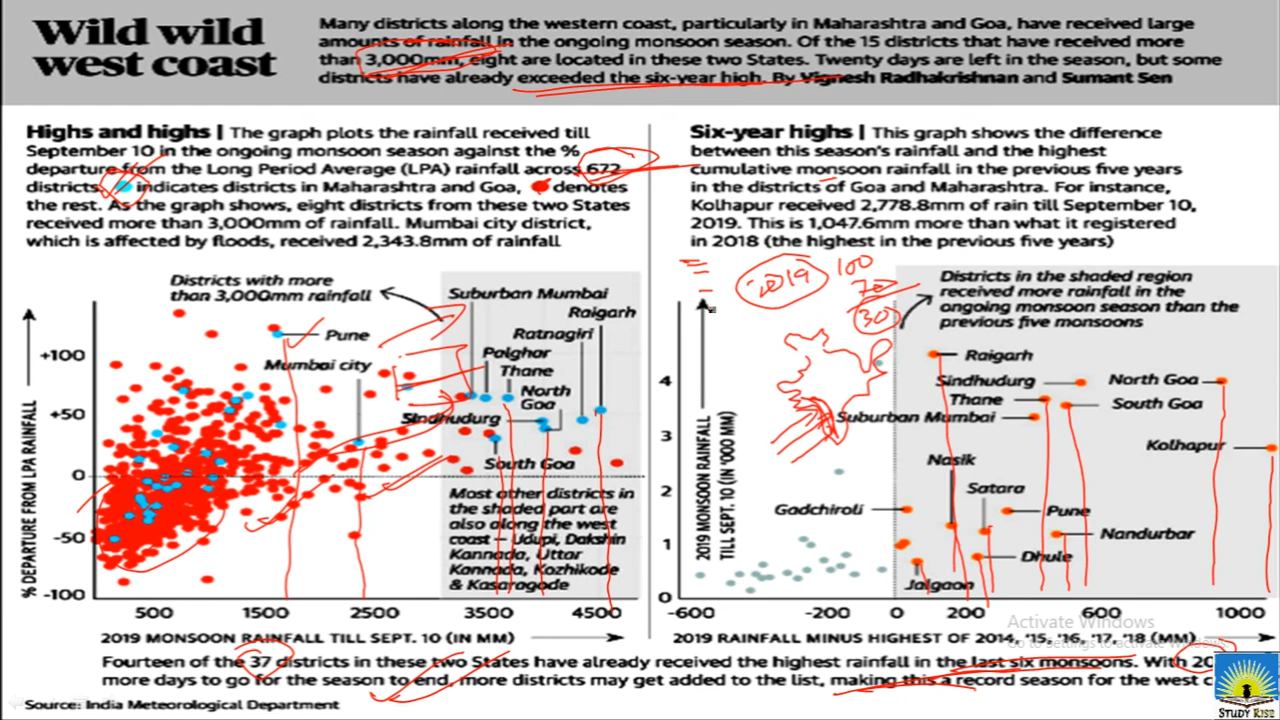 Wild wild
west coast
Many districts along the western coast, particularly in Maharashtra and Goa, have received large
amounts of rainfall in the ongoing monsoon season. Of the 15 districts that have received more
than 3,000mm, eight are located in these two States. Twenty days are left in the season, but some
districts have already exceeded the six-year high. By Vignesh Radhakrishnan and Sumant Sen
Highs and highs | The graph plots the rainfall received till
September 10 in the ongoing monsoon season against the %
departure from the Long Period Average (LPA) rainfall across 672
districts. indicates districts in Maharashtra and Goa, denotes
the rest. As the graph shows, eight districts from these two States
received more than 3,000mm of rainfall. Mumbai city district,
which is affected by floods, received 2,343.8mm of rainfall
Districts with more
than 3,000mm rainfall
Suburban Mumbai
Raigarh
Ratnagiri
Pune
Palghar
Mumbai city
Thane
North
Goa
Sindhudurg
South Goa
Most other districts in
the shaded part are
also along the west
coast – Udupi, Dakshin
Kannada, Uttar
Kannada, Kozhikode
& Kasaragode
% DEPARTURE FROM LPA RAINFALL
+100
+50
0
-50
-100
500 1500 2500 3500 4500
2019 MONSOON RAINFALL TILL SEPT. 10 (IN MM)
Six-year highs | This graph shows the difference
between this season's rainfall and the highest
cumulative monsoon rainfall in the previous five years
in the districts of Goa and Maharashtra. For instance,
Kolhapur received 2,778.8mm of rain till September 10,
2019. This is 1,047.6mm more than what it registered
in 2018 (the highest in the previous five years)
2019
100
70
30
Districts in the shaded region
received more rainfall in the
ongoing monsoon season than the
previous five monsoons
Raigarh
Sindhudurg
North Goa
Thane
South Goa
Suburban Mumbai
Kolhapur
Nasik
Satara
Gadchiroli
Pune
Nandurbar
Dhule
Jalgaon
2019 MONSOON RAINFALL
TILL SEPT. 10 (IN '000 MM)
4
3
2
1
0
-600 -200 0 200 600 1000
2019 RAINFALL MINUS HIGHEST OF 2014, '15, '16, '17, '18 (MM)
Activate Windows
Go to Settings to activate Windows.
Fourteen of the 37 districts in these two States have already received the highest rainfall in the last six monsoons. With 20
more days to go for the season to end, more districts may get added to the list, making this a record season for the west c
Source: India Meteorological Department
STUDY RISE